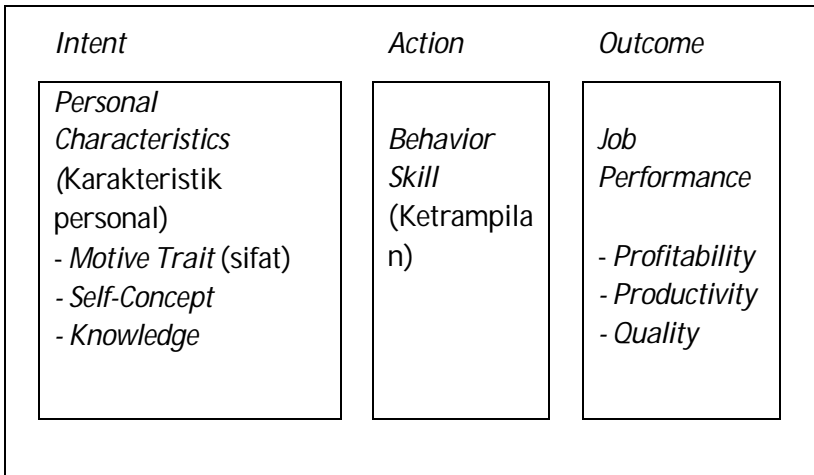 Intent
Action
Outcome
Personal
Characteristics
(Karakteristik
personal)
- Motive Trait (sifat)
- Self-Concept
- Knowledge
Behavior
Skill
(Ketrampila
n)
Job
Performance
- Profitability
- Productivity
- Quality